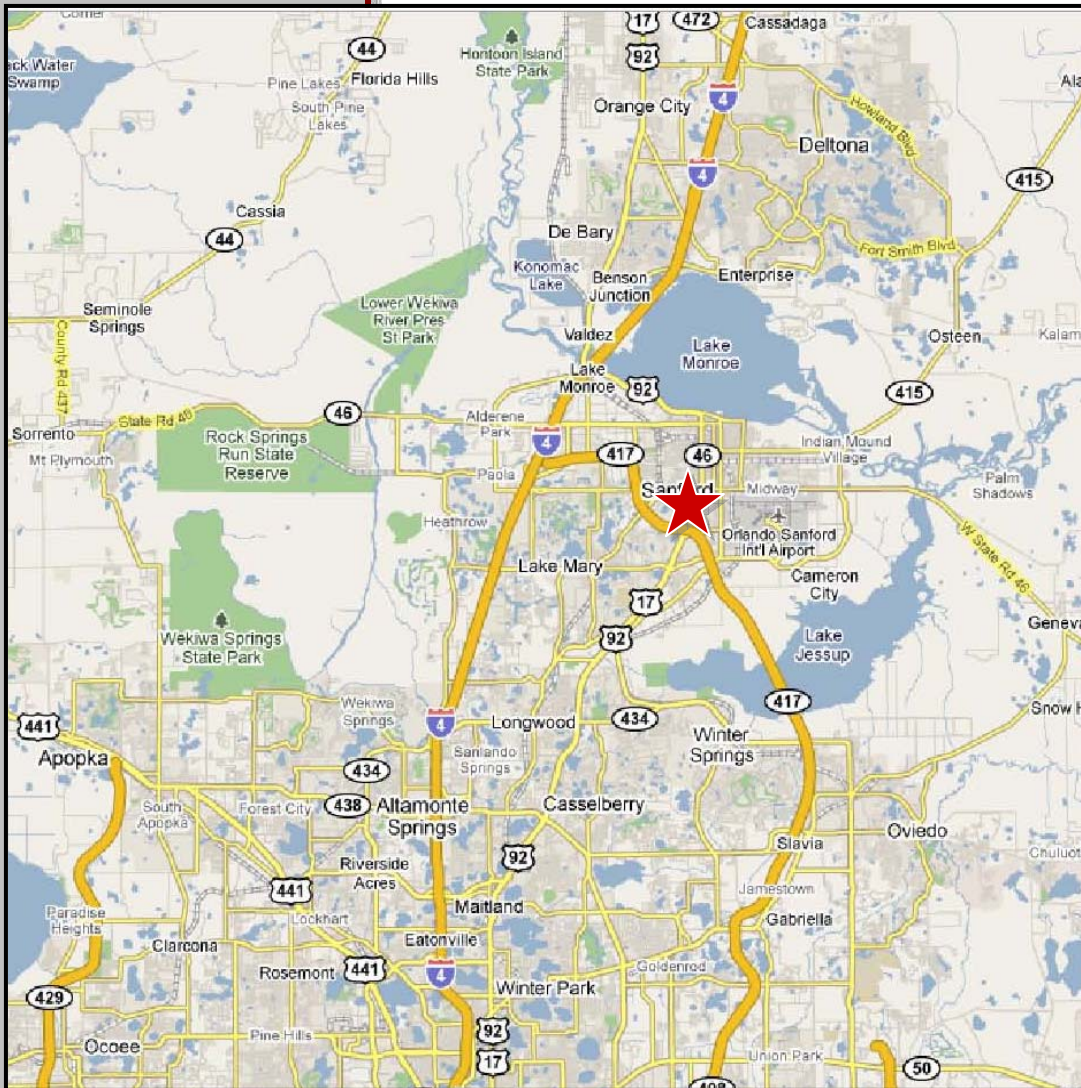 Corner
17
472
Cassadaga
44
Hontoon Island
State Park
92
ack Water
Swamp
Pine Lakes
Florida Hills
South Pine
Lakes
4
Orange City
Howland Blvd
Deltona
4
415
Cassia
44
De Bary
Fort Smith Blvd
Konomac
Lake
Benson
Junction
Enterprise
Seminole
Springs
Lower Wekiva
River Pres
St Park
County Rd 437
Valdez
Lake
Monroe
Osteen
Kalam
Lake
Monroe
92
415
State Rd 46
46
Alderene
Park
Sorrento
Rock Springs
Run State
Reserve
4
417
46
Indian Mound
Village
Mt Plymouth
Paola
Sanford
Midway
Palm
Shadows
Heathrow
Orlando Sanford
Int'l Airport
W State Rd 46
Lake Mary
Cameron
City
17
Geneva
Wekiwa Springs
State Park
92
Lake
Jessup
417
Wekiwa
Springs
Snow H
441
4
Longwood
434
Winter
Springs
Apopka
Sanlando
Springs
434
South
Apopka
Forest City
438
Altamonte
Springs
Casselberry
Oviedo
Slavia
92
Chuluot
Riverside
Acres
441
Jamestown
Paradise
Heights
Lockhart
Maitland
Gabriella
Clarcona
Eatonville
Rosemont
441
4
Goldenrod
429
Winter Park
92
Ocoee
Pine Hills
17
Union Park
50